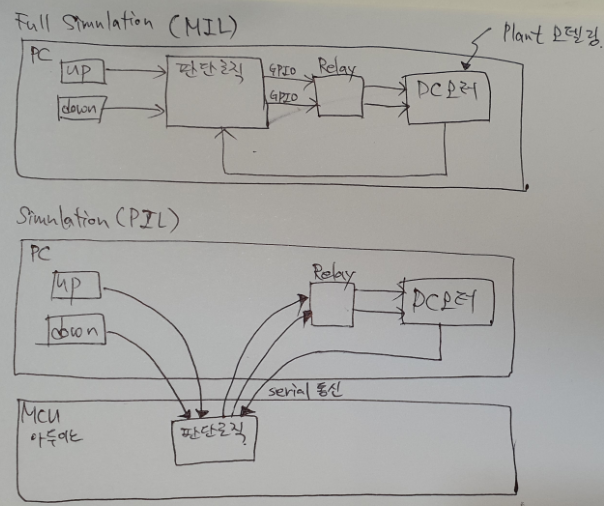 Full Simulation (MIL)
Plant 모델링
PC
up
판단로직
GPIO
Relay
DC모터
down
GPIO
Simulation (PIL)
PC
up
Relay
DC모터
down
serial 통신
MCU
아두이노
판단로직